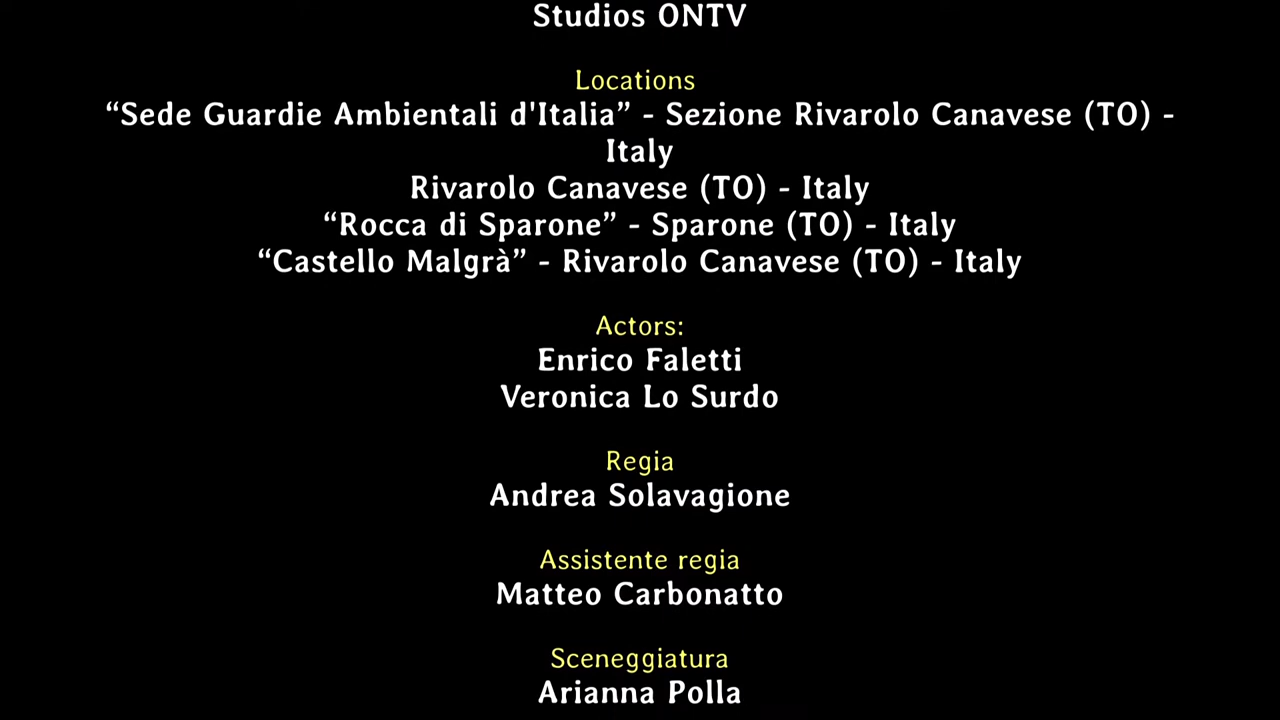 Studios ONTV
Locations
“Sede Guardie Ambientali d'Italia” - Sezione Rivarolo Canavese (TO) -
Italy
Rivarolo Canavese (TO) - Italy
“Rocca di Sparone” - Sparone (TO) - Italy
“Castello Malgrà” - Rivarolo Canavese (TO) - Italy
Actors:
Enrico Faletti
Veronica Lo Surdo
Regia
Andrea Solavagione
Assistente regia
Matteo Carbonatto
Sceneggiatura
Arianna Polla